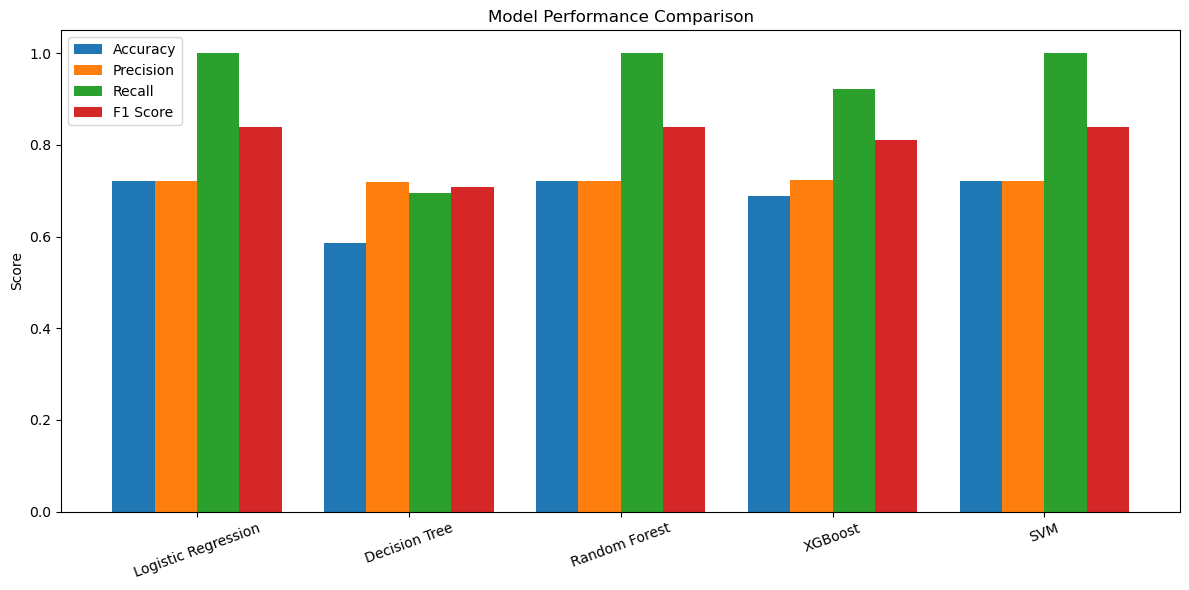 Model Performance Comparison
Accuracy
Precision
Recall
F1 Score
Score
1.0
0.8
0.6
0.4
0.2
0.0
Logistic Regression
Decision Tree
Random Forest
XGBoost
SVM